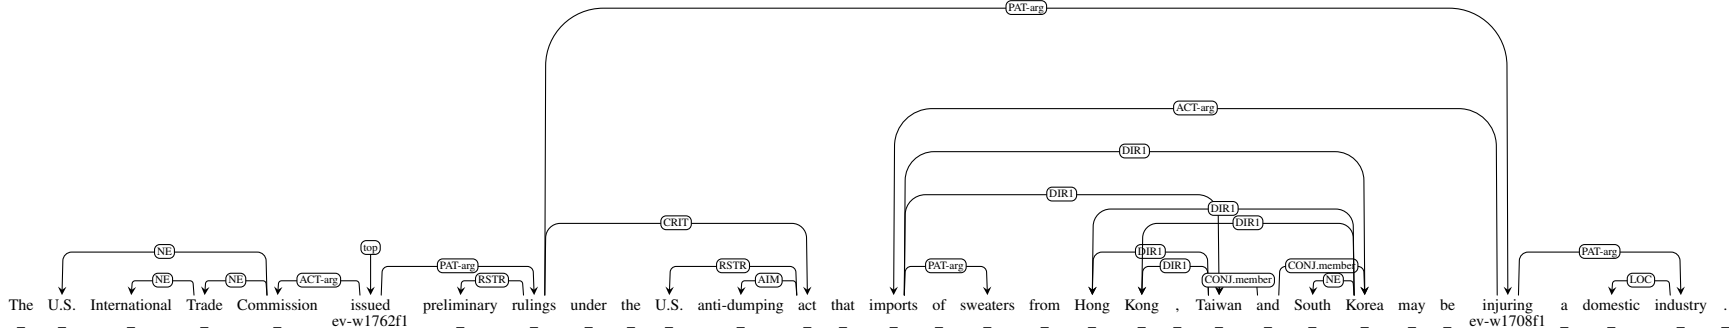 PAT-arg
ACT-arg
DIR1
DIR1
DIR1
CRIT DIR1
top
NE DIR1 PAT-arg
PAT-arg RSTR PAT-arg DIR1 CONJ.member
NE NE ACT-arg RSTR AIM CONJ.member NE LOC
The U.S. International Trade Commission issued preliminary rulings under the U.S. anti-dumping act that imports of sweaters from Hong Kong , Taiwan and South Korea may be injuring a domestic industry .
_ _ _ _ _ ev-w1762f1 _ _ _ _ _ _ _ _ _ _ _ _ _ _ _ _ _ _ _ _ _ ev-w1708f1 _ _ _ _